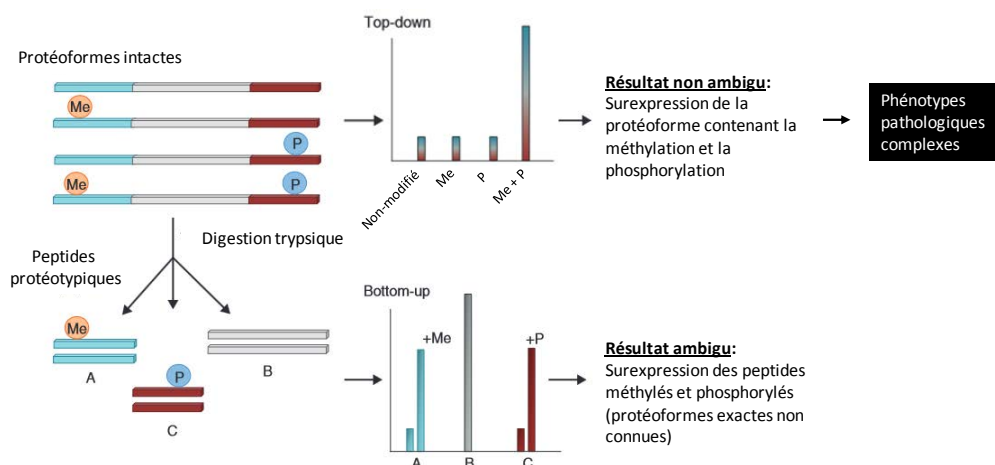 Protéoformes intactes
Me
P
Me
P
Top-down
Non-modifié
Me
P
Me + P
Résultat non ambigu:
Surexpression de la
protéoforme contenant la
méthylation et la
phosphorylation
Phénotypes
pathologiques
complexes
Digestion trypsique
Peptides
protéotypiques
Me
A
B
P
C
Bottom-up
+Me
+P
A
B
C
Résultat ambigu:
Surexpression des peptides
méthylés et phosphorylés
(protéoformes exactes non
connues)